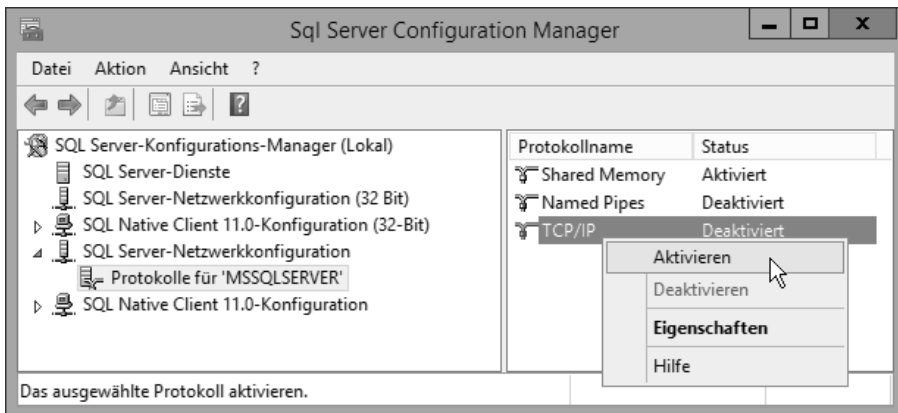 Sql Server Configuration Manager
Datei Aktion Ansicht ?
SQL Server-Konfigurations-Manager (Lokal)
SQL Server-Dienste
SQL Server-Netzwerkkonfiguration (32 Bit)
SQL Native Client 11.0-Konfiguration (32-Bit)
SQL Server-Netzwerkkonfiguration
Protokolle für 'MSSQLSERVER'
SQL Native Client 11.0-Konfiguration
Protokollname Status
Shared Memory Aktiviert
Named Pipes Deaktiviert
TCP/IP Deaktiviert
Aktivieren
Deaktivieren
Eigenschaften
Hilfe
Das ausgewählte Protokoll aktivieren.